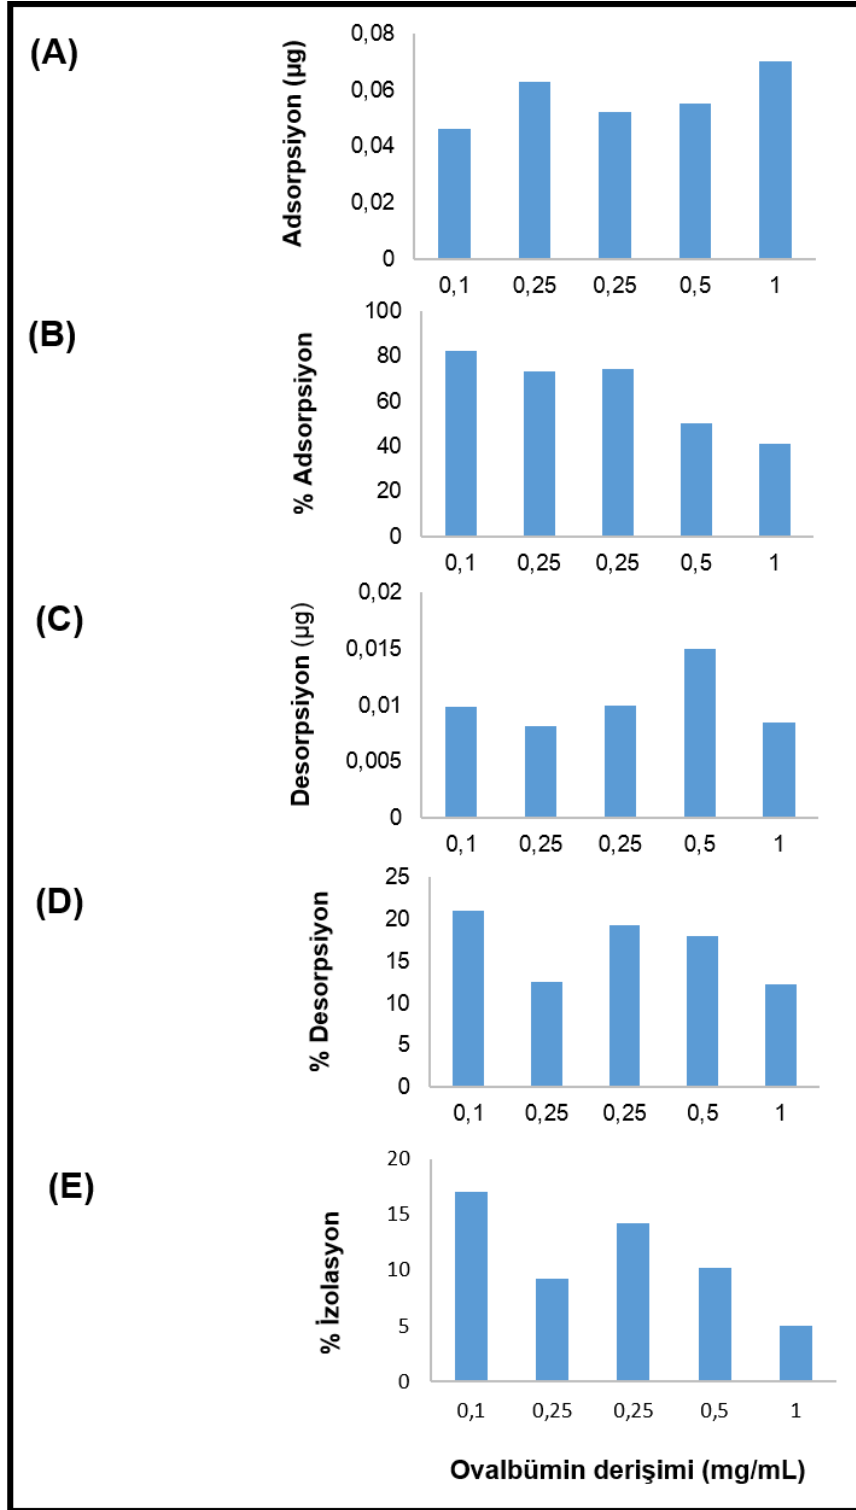 (A)
Adsorpsiyon (µg)
0,08
0,06
0,04
0,02
0
0,1 0,25 0,25 0,5 1
(B)
% Adsorpsiyon
100
80
60
40
20
0
0,1 0,25 0,25 0,5 1
(C)
Desorpsiyon (µg)
0,02
0,015
0,01
0,005
0
0,1 0,25 0,25 0,5 1
(D)
% Desorpsiyon
25
20
15
10
5
0
0,1 0,25 0,25 0,5 1
(E)
% İzolasyon
20
15
10
5
0
0,1 0,25 0,25 0,5 1
Ovalbümin derişimi (mg/mL)